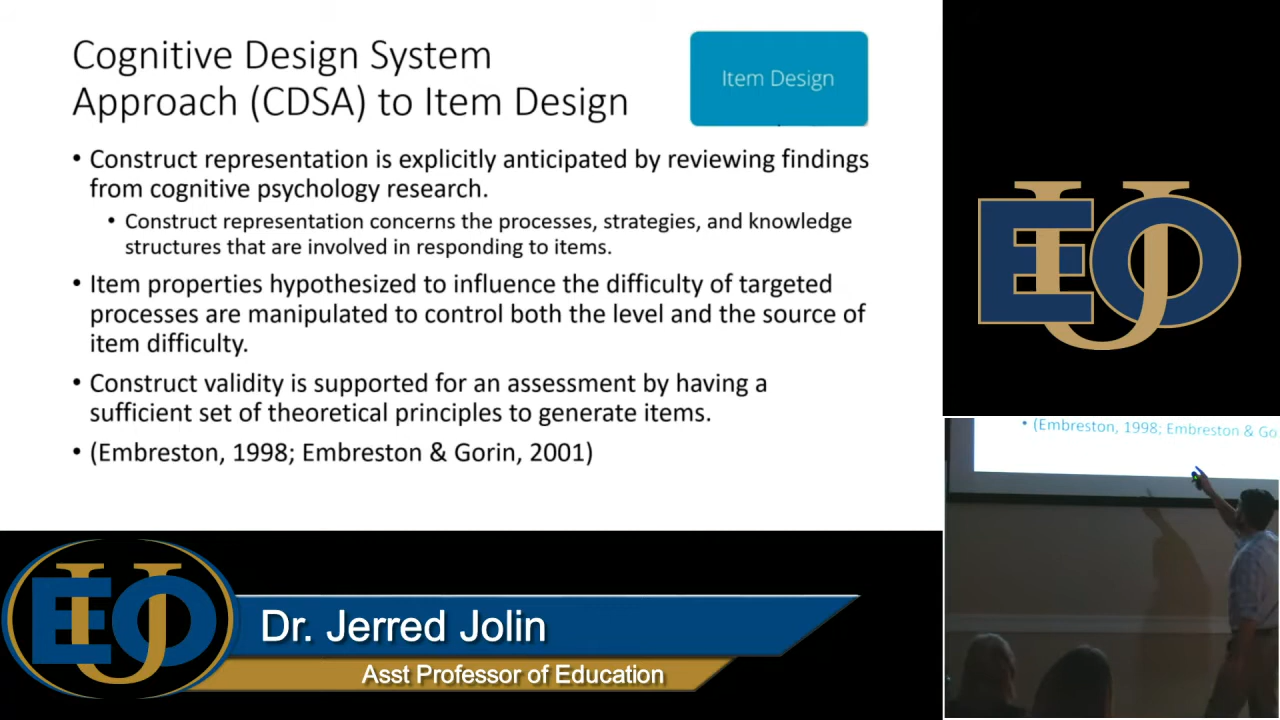 Cognitive Design System
Approach (CDSA) to Item Design
Item Design
• Construct representation is explicitly anticipated by reviewing findings
from cognitive psychology research.
• Construct representation concerns the processes, strategies, and knowledge
structures that are involved in responding to items.
• Item properties hypothesized to influence the difficulty of targeted
processes are manipulated to control both the level and the source of
item difficulty.
• Construct validity is supported for an assessment by having a
sufficient set of theoretical principles to generate items.
• (Embreston, 1998; Embreston & Gorin, 2001)
EOU
• (Embreston, 1998; Embreston & Go
EOU
Dr. Jerred Jolin
Asst Professor of Education